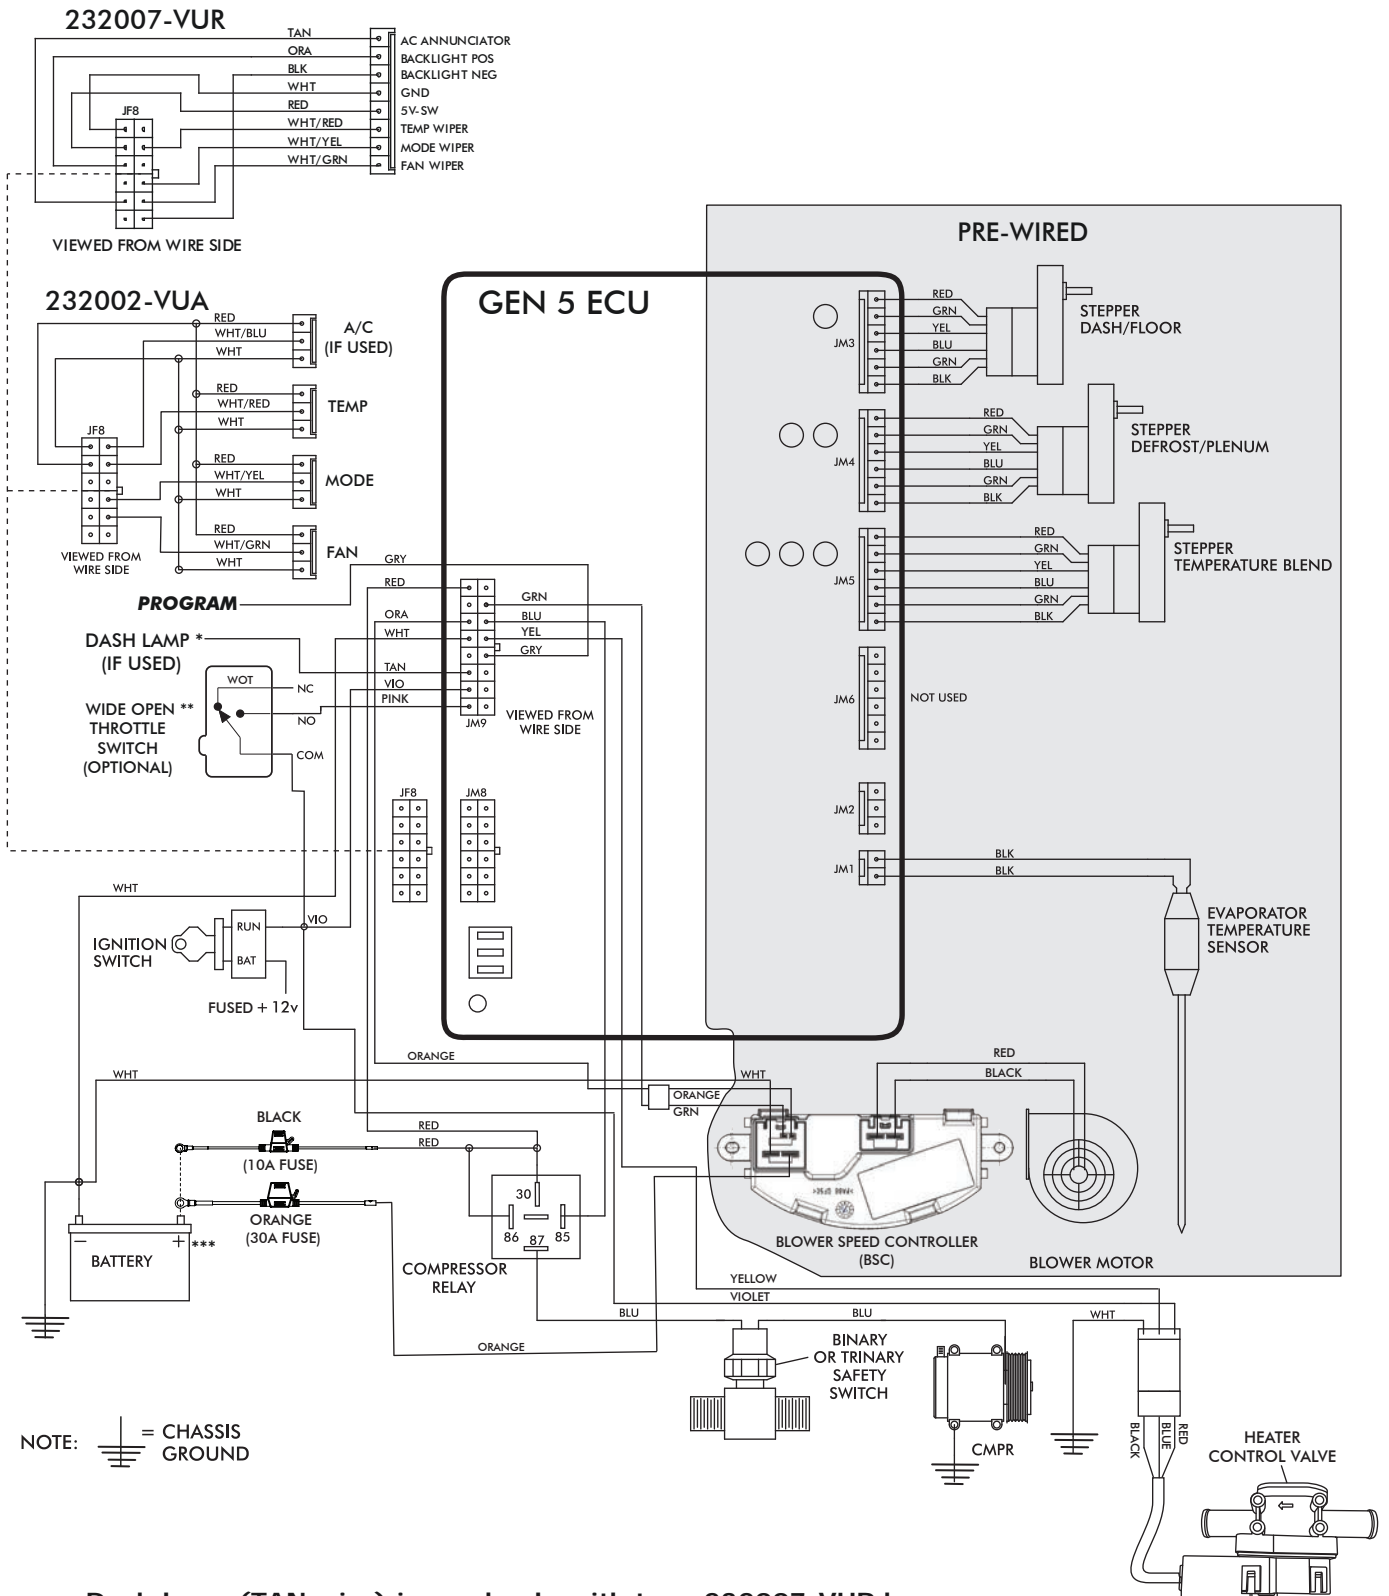 232007-VUR
TAN
ORA
BLK
WHT
RED
WHT/RED
WHT/YEL
WHT/GRN
AC ANNUNCIATOR
BACKLIGHT POS
BACKLIGHT NEG
GND
5V-SW
TEMP WIPER
MODE WIPER
FAN WIPER
JF8
VIEWED FROM WIRE SIDE
232002-VUA
RED
WHT/BLU
WHT
A/C
(IF USED)
RED
WHT/RED
WHT
TEMP
RED
WHT/YEL
WHT
MODE
RED
WHT/GRN
WHT
FAN
JF8
VIEWED FROM
WIRE SIDE
PROGRAM
DASH LAMP *
(IF USED)
WOT
NC
NO
COM
WIDE OPEN **
THROTTLE
SWITCH
(OPTIONAL)
GRY
RED
ORA
WHT
TAN
VIO
PINK
GRN
BLU
YEL
GRY
JM9
VIEWED FROM
WIRE SIDE
GEN 5 ECU
JF8
JM8
PRE-WIRED
JM3
RED
GRN
YEL
BLU
GRN
BLK
STEPPER
DASH/FLOOR
JM4
RED
GRN
YEL
BLU
GRN
BLK
STEPPER
DEFROST/PLENUM
JM5
RED
GRN
YEL
BLU
GRN
BLK
STEPPER
TEMPERATURE BLEND
JM6
NOT USED
JM2
JM1
BLK
BLK
EVAPORATOR
TEMPERATURE
SENSOR
WHT
IGNITION
SWITCH
RUN
BAT
VIO
FUSED + 12v
ORANGE
WHT
WHT
ORANGE
GRN
RED
BLACK
BLACK
(10A FUSE)
RED
RED
ORANGE
(30A FUSE)
BATTERY
-
+
***
30
86
87
85
COMPRESSOR
RELAY
BLOWER SPEED CONTROLLER
(BSC)
BLOWER MOTOR
YELLOW
VIOLET
BLU
BLU
WHT
ORANGE
BINARY
OR TRINARY
SAFETY
SWITCH
CMPR
BLACK
BLUE
RED
HEATER
CONTROL VALVE
NOTE:
= CHASSIS
GROUND